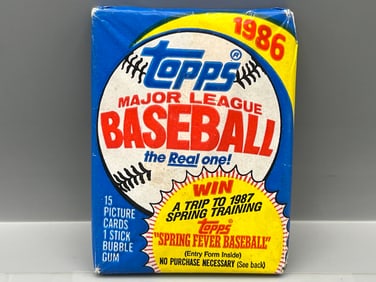 1986
topps®
MAJOR LEAGUE
BASEBALL
the Real one!
WIN
A TRIP TO 1987
SPRING TRAINING
topps
"SPRING FEVER BASEBALL"
(Entry Form Inside)
NO PURCHASE NECESSARY (See back)
15
PICTURE
CARDS
1 STICK
BUBBLE
GUM